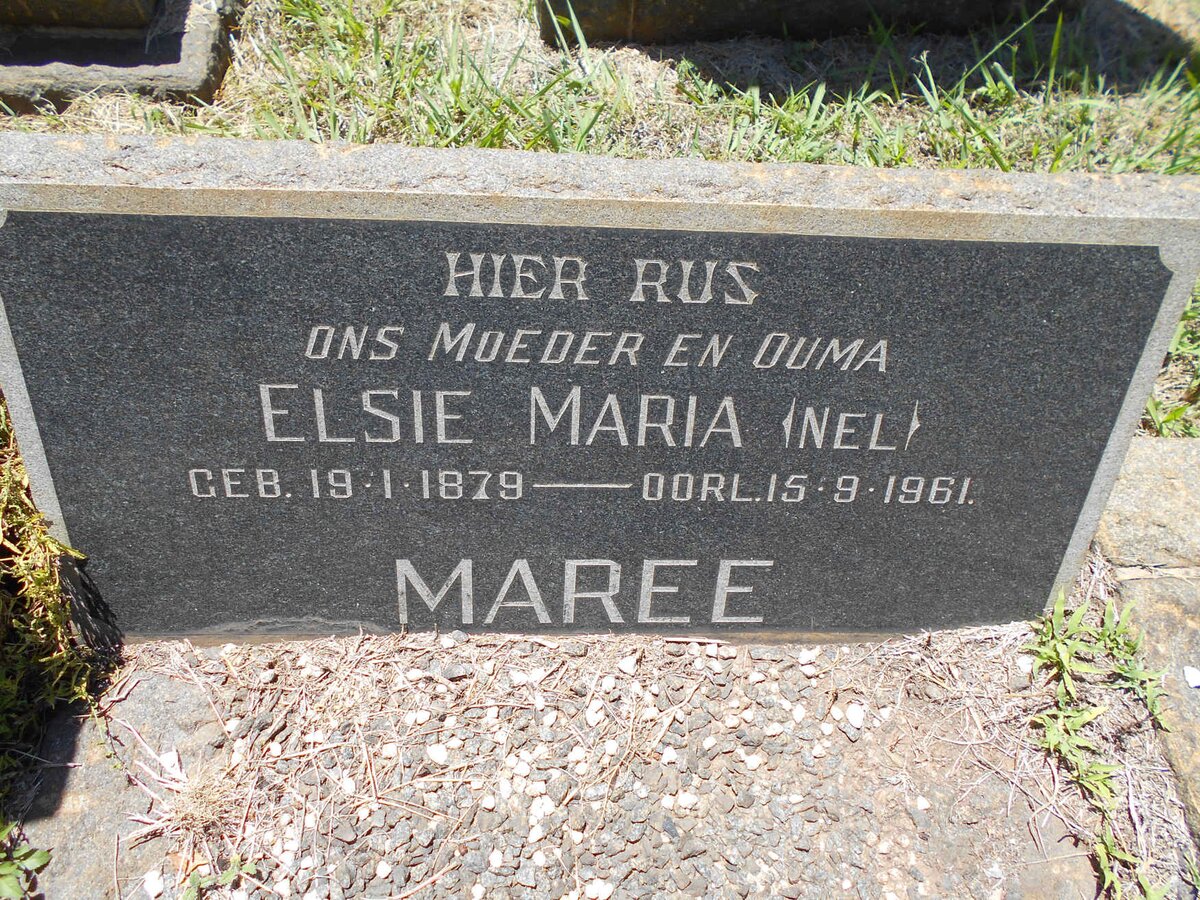 HIER RUS
ONS MOEDER EN OUMA
ELSIE MARIA (NEL)
GEB. 19·1·1879 — OORL. 15·9·1961.
MAREE